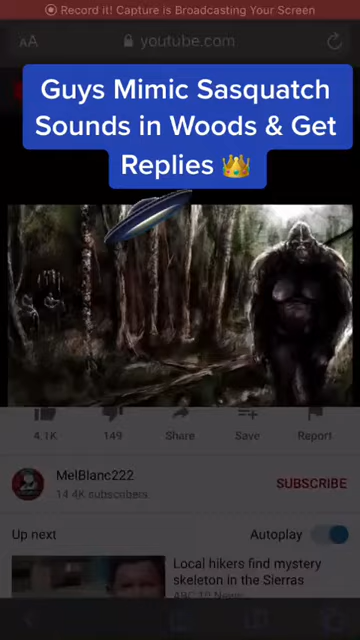 Record it! Capture is Broadcasting Your Screen
AA
youtube.com
Guys Mimic Sasquatch
Sounds in Woods & Get
Replies 👑
4.1K
149
Share
Save
Report
MelBlanc222
14.4K subscribers
SUBSCRIBE
Up next
Autoplay
Local hikers find mystery
skeleton in the Sierras
ABC 10 News